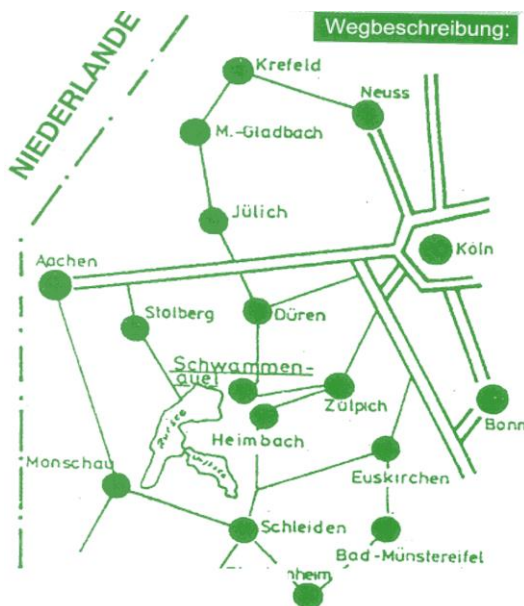 Wegbeschreibung:
NIEDERLANDE
Krefeld
Neuss
M.-Gladbach
Jülich
Köln
Aachen
Stolberg
Düren
Schwammen-
auel
Zülpich
Heimbach
Bonn
Monschau
Euskirchen
Schleiden
Bad-Münstereifel